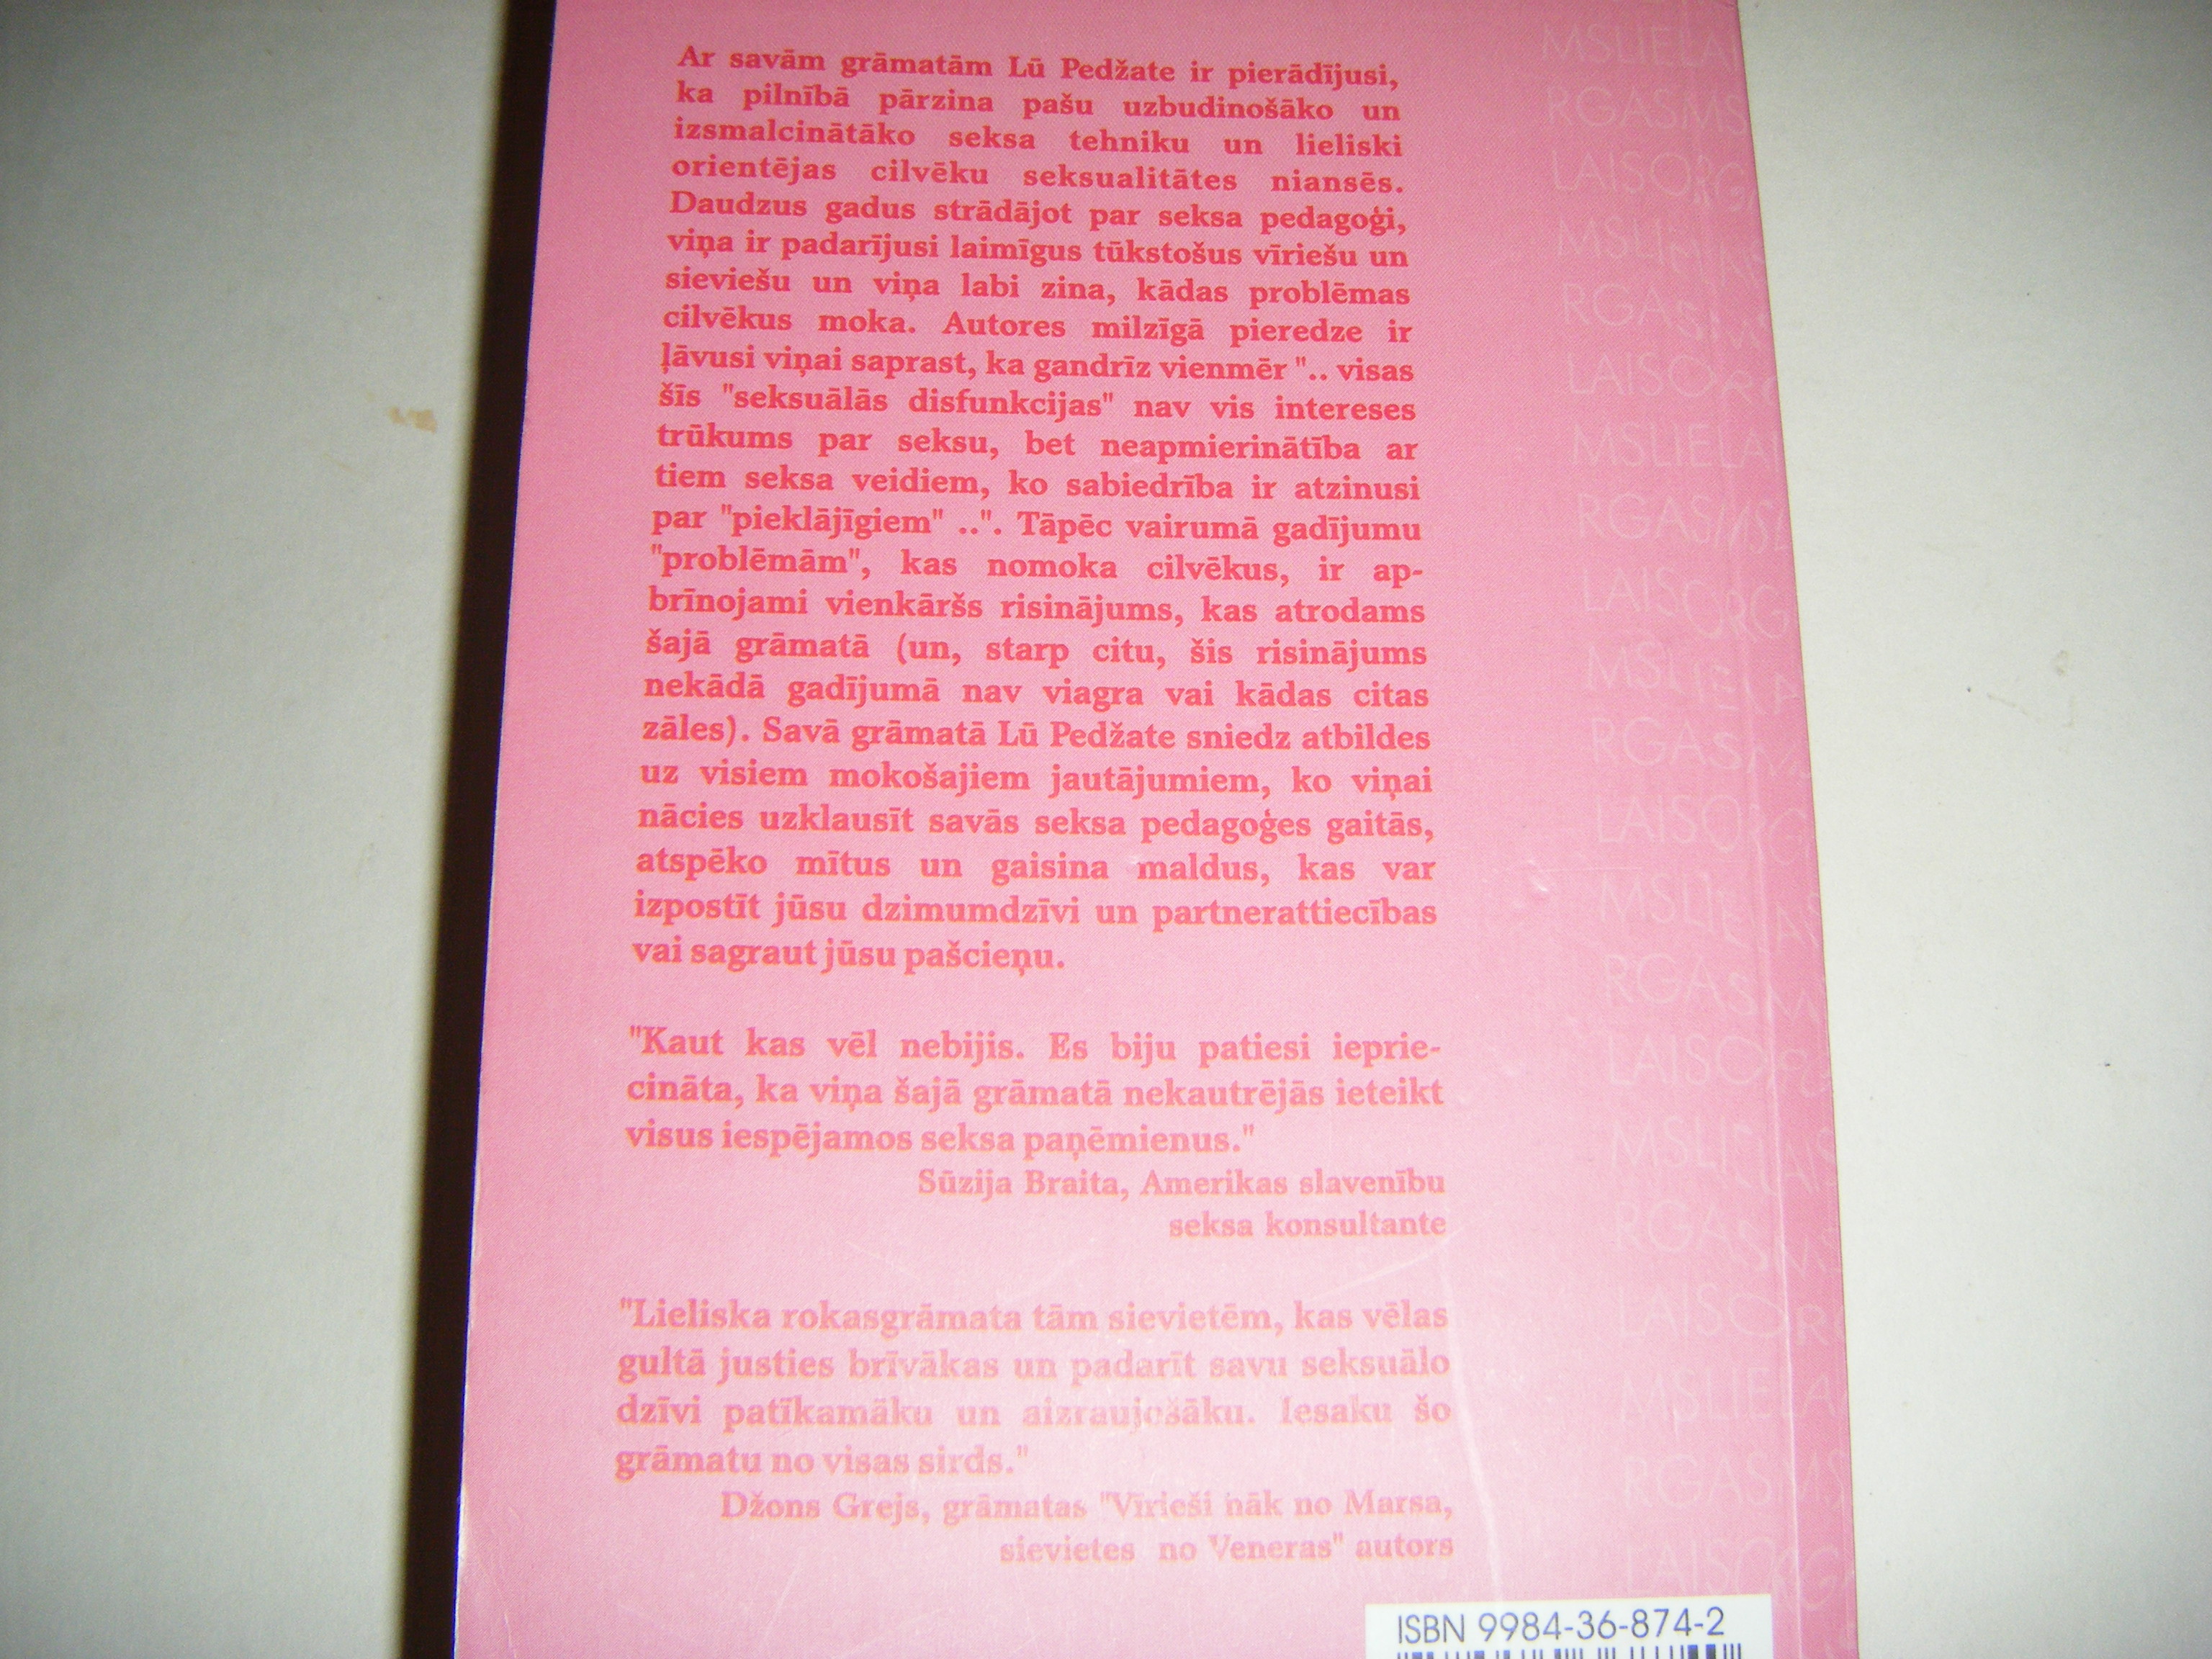 Ar savām grāmatām Lū Pedžate ir pierādījusi,
ka pilnībā pārzina pašu uzbudinošāko un
izsmalcinātāko seksa tehniku un lieliski
orientējas cilvēku seksualitātes niansēs.
Daudzus gadus strādājot par seksa pedagoģi,
viņa ir padarījusi laimīgus tūkstošus vīriešu un
sieviešu un viņa labi zina, kādas problēmas
cilvēkus moka. Autores milzīgā pieredze ir
ļāvusi viņai saprast, ka gandrīz vienmēr ".. visas
šīs "seksuālās disfunkcijas" nav vis intereses
trūkums par seksu, bet neapmierinātība ar
tiem seksa veidiem, ko sabiedrība ir atzinusi
par "pieklājīgiem" ..". Tāpēc vairumā gadījumu
"problēmām", kas nomoka cilvēkus, ir ap-
brīnojami vienkāršs risinājums, kas atrodams
šajā grāmatā (un, starp citu, šis risinājums
nekādā gadījumā nav viagra vai kādas citas
zāles). Savā grāmatā Lū Pedžate sniedz atbildes
uz visiem mokošajiem jautājumiem, ko viņai
nācies uzklausīt savās seksa pedagoģes gaitās,
atspēko mītus un gaisina maldus, kas var
izpostīt jūsu dzimumdzīvi un partnerattiecības
vai sagraut jūsu pašcieņu.
"Kaut kas vēl nebijis. Es biju patiesi ieprie-
cināta, ka viņa šajā grāmatā nekautrējās ieteikt
visus iespējamos seksa paņēmienus."
Sūzija Braita, Amerikas slavenību
seksa konsultante
"Lieliska rokasgrāmata tām sievietēm, kas vēlas
gultā justies brīvākas un padarīt savu seksuālo
dzīvi patīkamāku un aizraujošāku. Iesaku šo
grāmatu no visas sirds."
Džons Grejs, grāmatas "Vīrieši nāk no Marsa,
sievietes no Veneras" autors
ISBN 9984-36-874-2